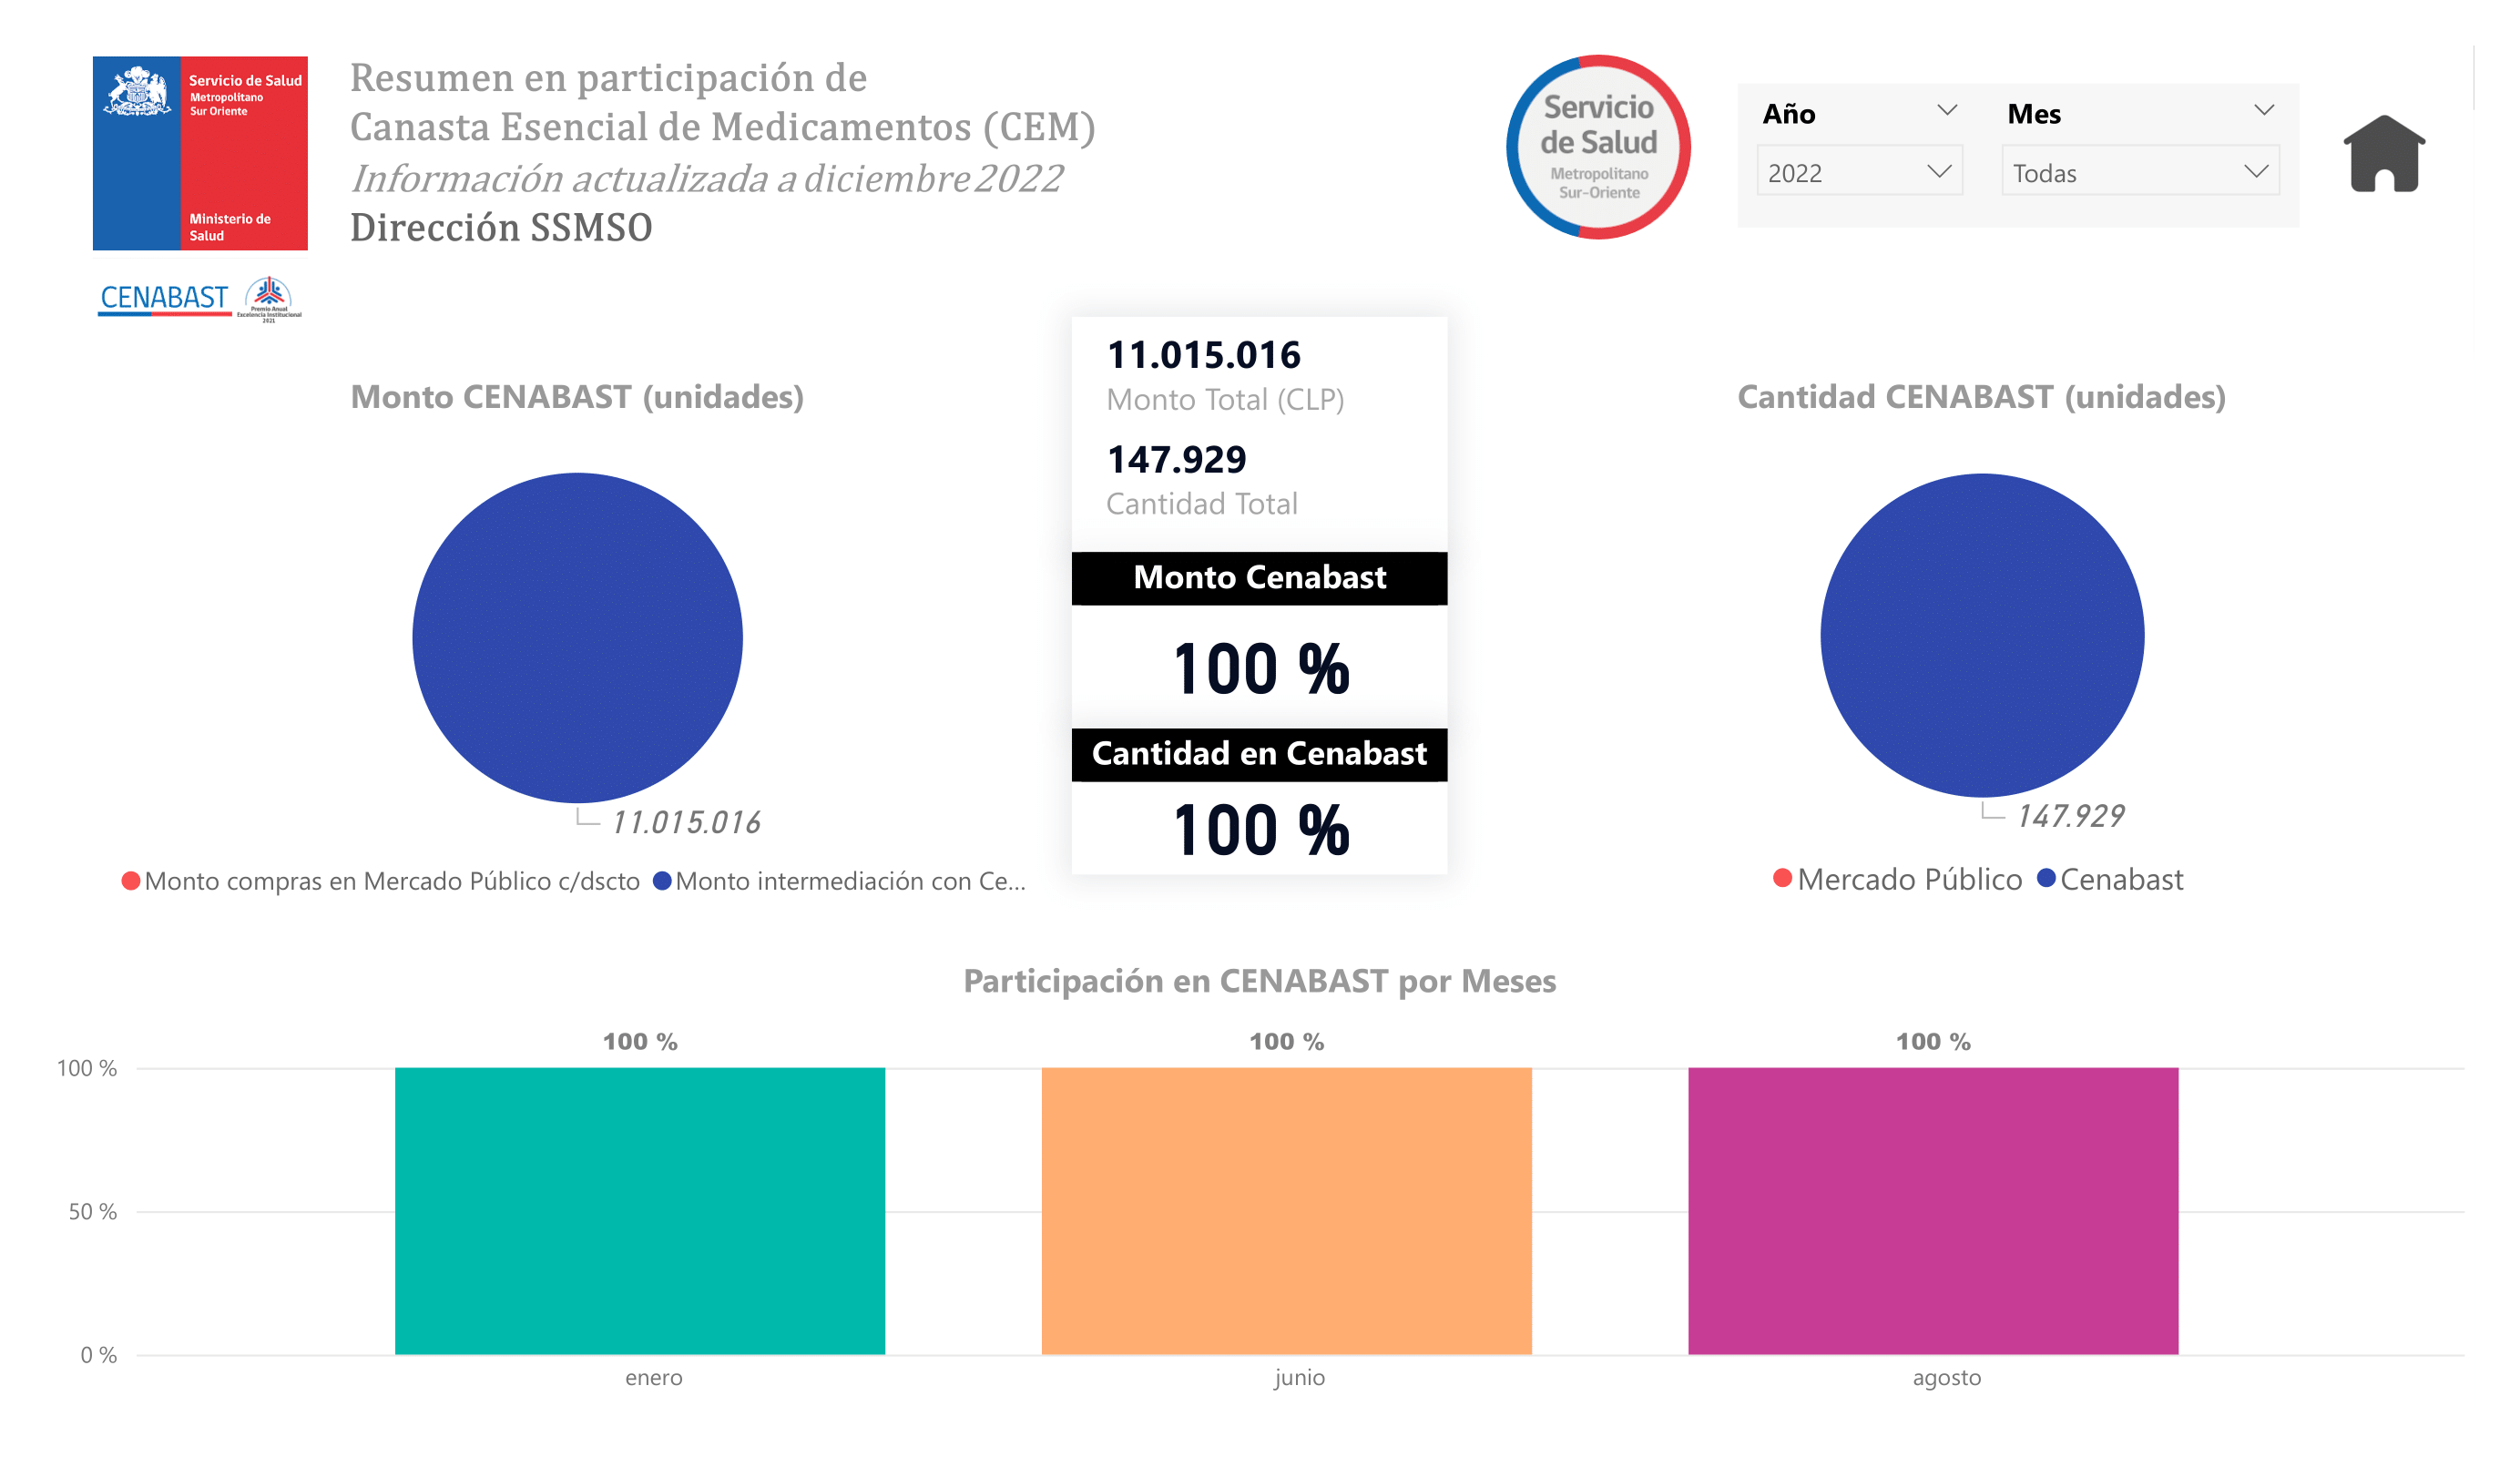 Servicio de Salud
Metropolitano
Sur Oriente
Ministerio de
Salud
CENABAST
Premio Anual
Excelencia Institucional
2021
Resumen en participación de
Canasta Esencial de Medicamentos (CEM)
Información actualizada a diciembre 2022
Dirección SSMSO
Servicio
de Salud
Metropolitano
Sur-Oriente
Año
2022
Mes
Todas
Monto CENABAST (unidades)
11.015.016
Monto compras en Mercado Público c/dscto
Monto intermediación con Ce...
11.015.016
Monto Total (CLP)
147.929
Cantidad Total
Monto Cenabast
100 %
Cantidad en Cenabast
100 %
Cantidad CENABAST (unidades)
147.929
Mercado Público
Cenabast
Participación en CENABAST por Meses
100 %
50 %
0 %
100 %
100 %
100 %
enero
junio
agosto